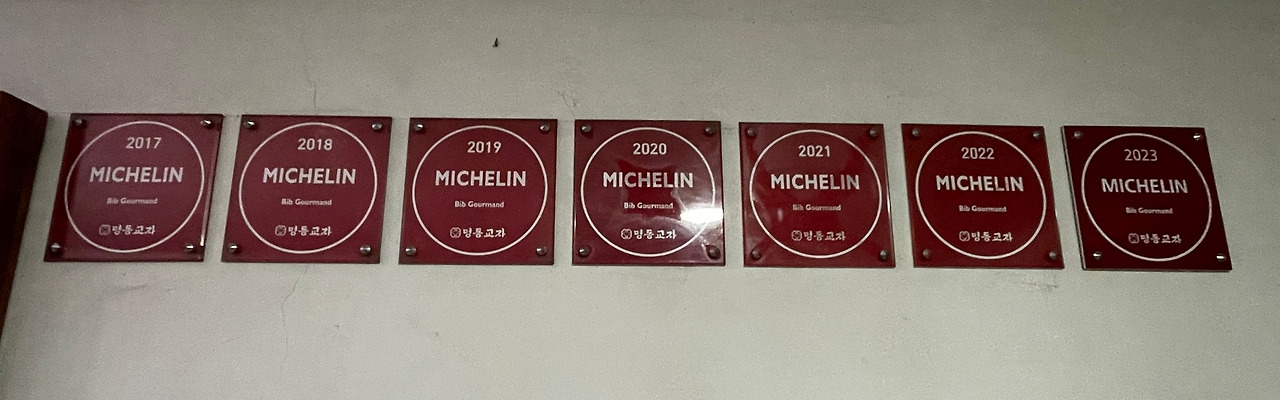 2017
MICHELIN
Bib Gourmand
명동교자
2018
MICHELIN
Bib Gourmand
명동교자
2019
MICHELIN
Bib Gourmand
명동교자
2020
MICHELIN
Bib Gourmand
명동교자
2021
MICHELIN
Bib Gourmand
명동교자
2022
MICHELIN
Bib Gourmand
명동교자
2023
MICHELIN
Bib Gourmand
명동교자